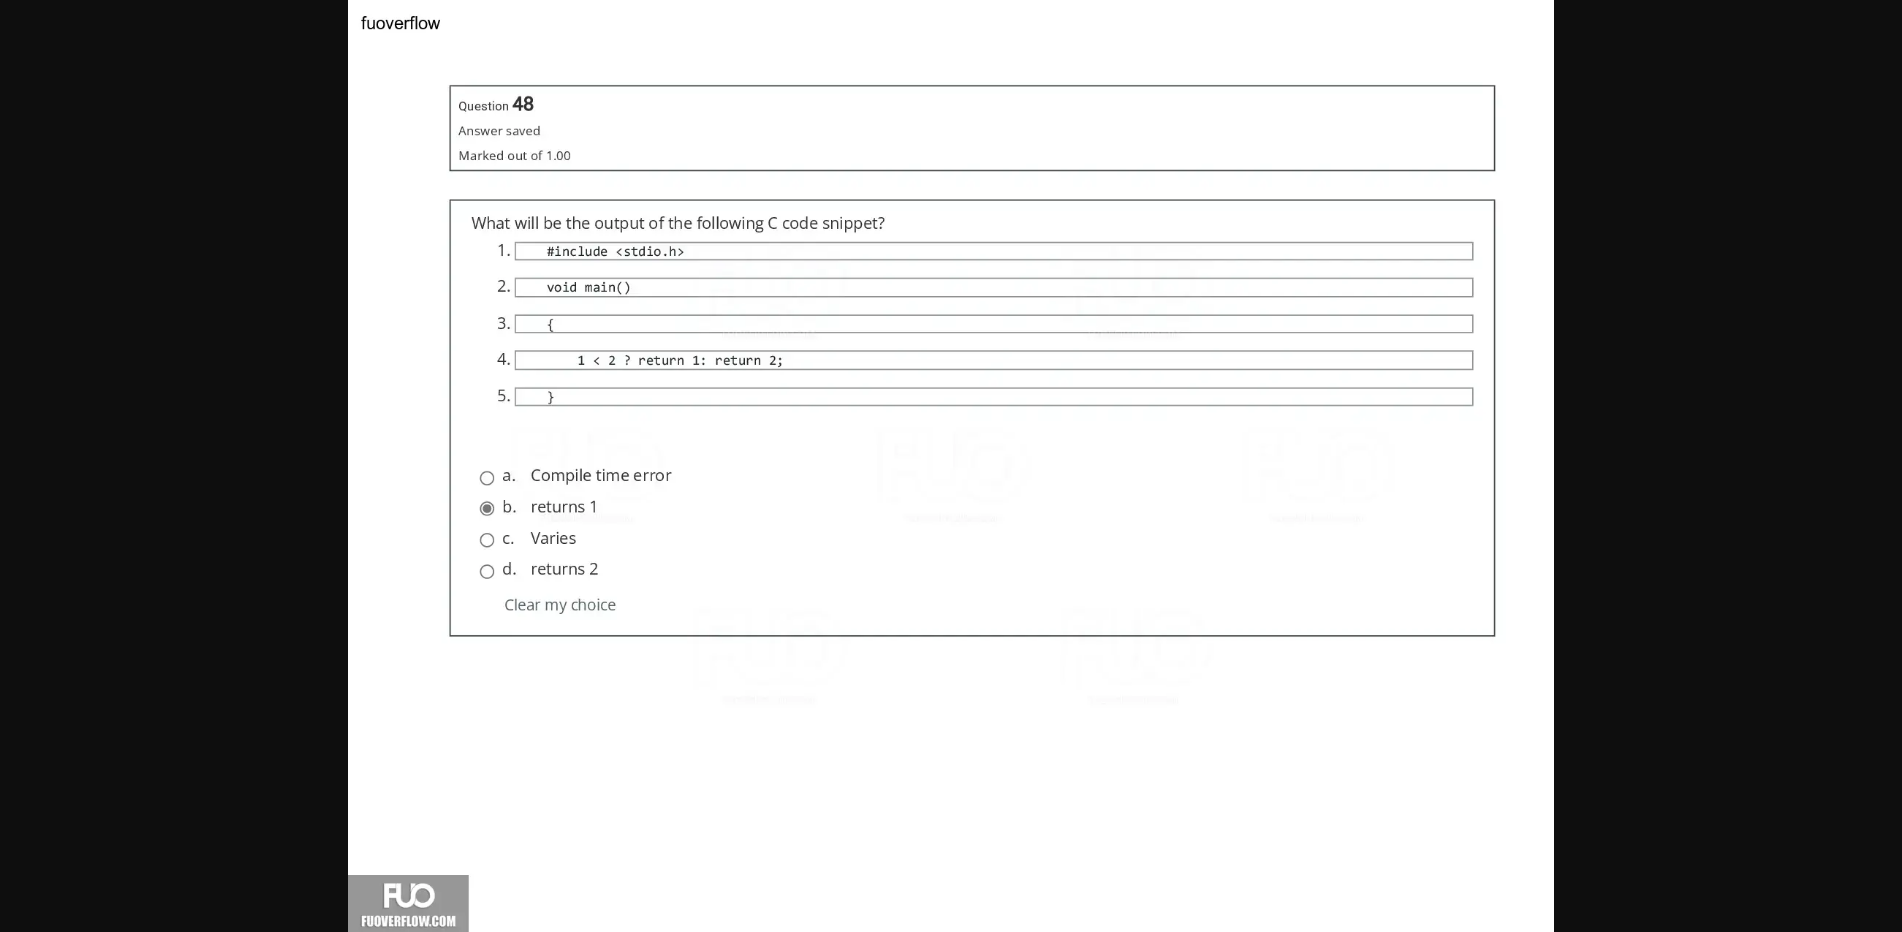 fuoverflow
Question 48
Answer saved
Marked out of 1.00
What will be the output of the following C code snippet?
1. #include <stdio.h>
2. void main()
3. {
4. 1 < 2 ? return 1: return 2;
5. }
a. Compile time error
b. returns 1
c. Varies
d. returns 2
Clear my choice
FUO
FUOVERFLOW.COM